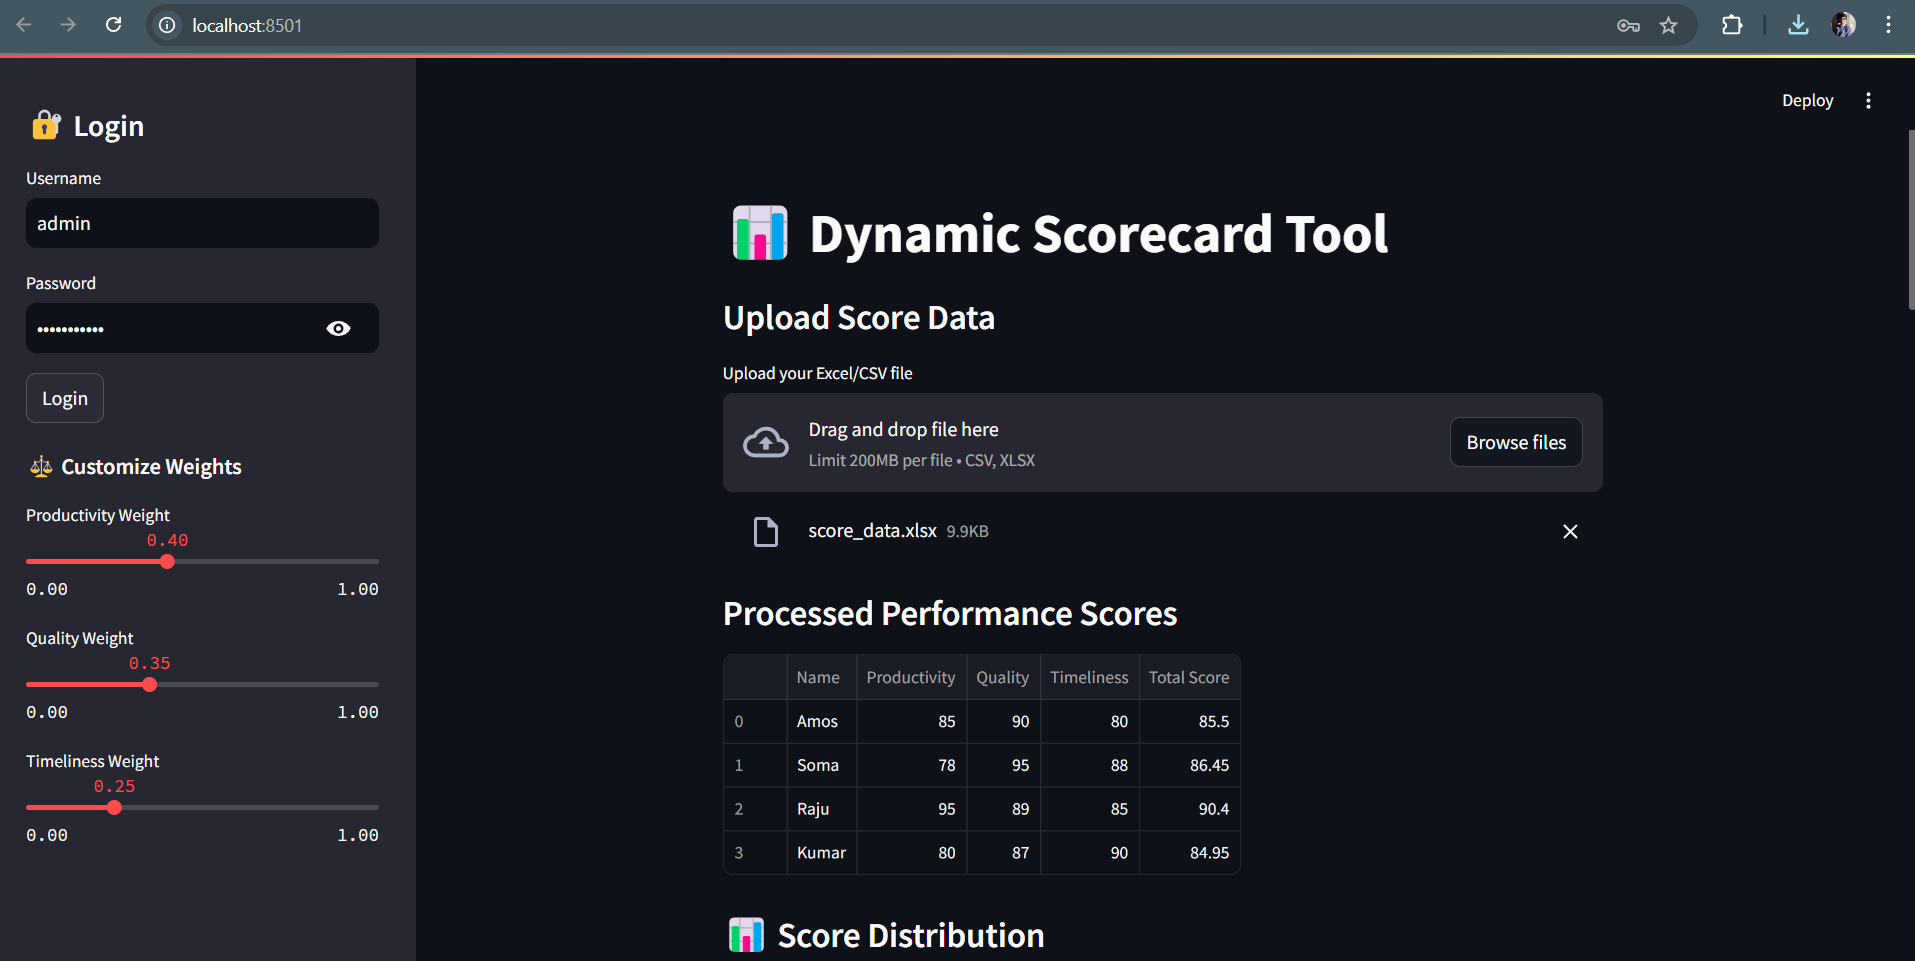 localhost:8501
Deploy
Login
Username
admin
Password
•••••••••••
Login
Customize Weights
Productivity Weight
0.40
0.00 1.00
Quality Weight
0.35
0.00 1.00
Timeliness Weight
0.25
0.00 1.00
Dynamic Scorecard Tool
Upload Score Data
Upload your Excel/CSV file
Drag and drop file here
Limit 200MB per file • CSV, XLSX
Browse files
score_data.xlsx 9.9KB
Processed Performance Scores
Name Productivity Quality Timeliness Total Score
0 Amos 85 90 80 85.5
1 Soma 78 95 88 86.45
2 Raju 95 89 85 90.4
3 Kumar 80 87 90 84.95
Score Distribution